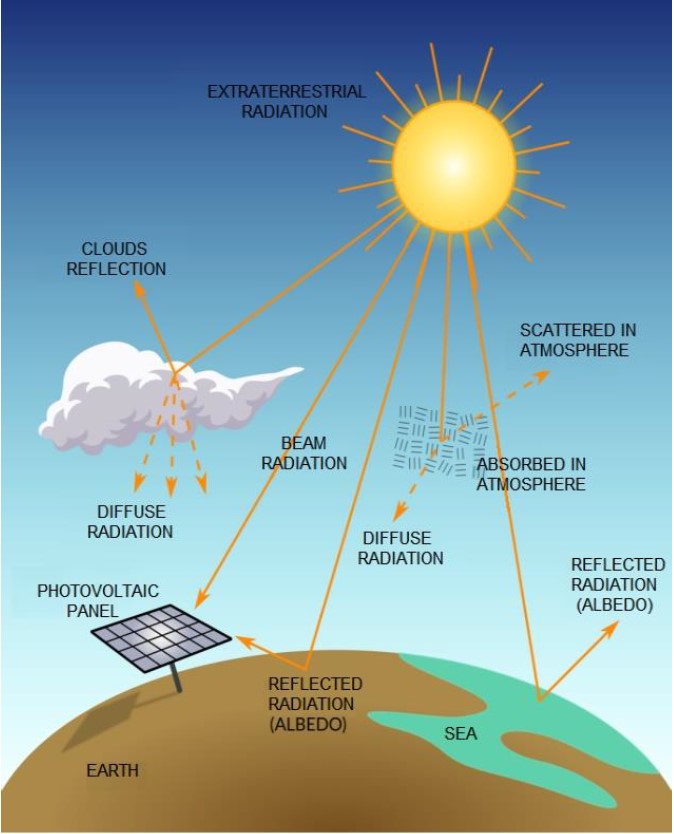 EXTRATERRESTRIAL
RADIATION
CLOUDS
REFLECTION
SCATTERED IN
ATMOSPHERE
BEAM
RADIATION
ABSORBED IN
ATMOSPHERE
DIFFUSE
RADIATION
DIFFUSE
RADIATION
REFLECTED
RADIATION
(ALBEDO)
PHOTOVOLTAIC
PANEL
REFLECTED
RADIATION
(ALBEDO)
SEA
EARTH